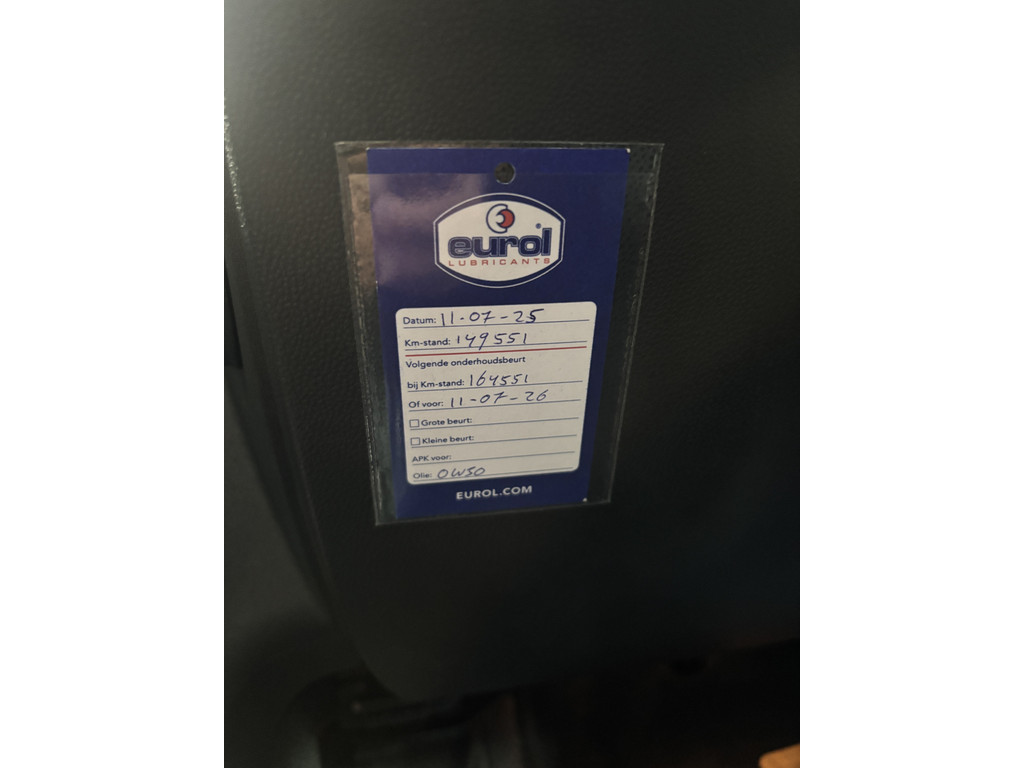 eurol
LUBRICANTS
Datum: 11-07-25
Km-stand: 149551
Volgende onderhoudsbeurt
bij Km-stand: 164551
Of voor: 11-07-26
Grote beurt:
Kleine beurt:
APK voor:
Olie: 0W50
EUROL.COM